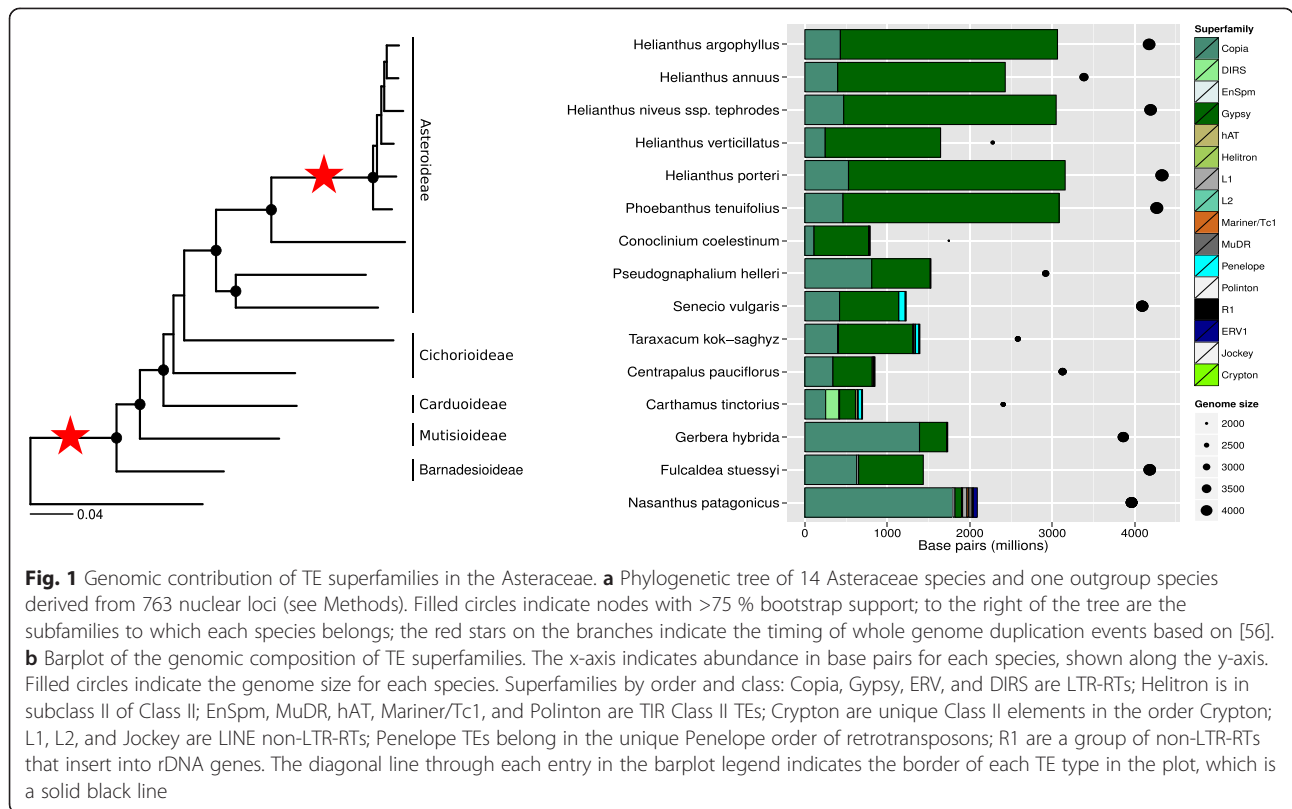 Asteroideae
Cichorioideae
Carduoideae
Mutisioideae
Barnadesioideae
0.04
Helianthus argophyllus
Helianthus annuus
Helianthus niveus ssp. tephrodes
Helianthus verticillatus
Helianthus porteri
Phoebanthus tenuifolius
Conoclinium coelestinum
Pseudognaphalium helleri
Senecio vulgaris
Taraxacum kok−saghyz
Centrapalus pauciflorus
Carthamus tinctorius
Gerbera hybrida
Fulcaldea stuessyi
Nasanthus patagonicus
0 1000 2000 3000 4000
Base pairs (millions)
Superfamily
Copia
DIRS
EnSpm
Gypsy
hAT
Helitron
L1
L2
Mariner/Tc1
MuDR
Penelope
Polinton
R1
ERV1
Jockey
Crypton
Genome size
2000
2500
3000
3500
4000
Fig. 1 Genomic contribution of TE superfamilies in the Asteraceae. a Phylogenetic tree of 14 Asteraceae species and one outgroup species
derived from 763 nuclear loci (see Methods). Filled circles indicate nodes with >75 % bootstrap support; to the right of the tree are the
subfamilies to which each species belongs; the red stars on the branches indicate the timing of whole genome duplication events based on [56].
b Barplot of the genomic composition of TE superfamilies. The x-axis indicates abundance in base pairs for each species, shown along the y-axis.
Filled circles indicate the genome size for each species. Superfamilies by order and class: Copia, Gypsy, ERV, and DIRS are LTR-RTs; Helitron is in
subclass II of Class II; EnSpm, MuDR, hAT, Mariner/Tc1, and Polinton are TIR Class II TEs; Crypton are unique Class II elements in the order Crypton;
L1, L2, and Jockey are LINE non-LTR-RTs; Penelope TEs belong in the unique Penelope order of retrotransposons; R1 are a group of non-LTR-RTs
that insert into rDNA genes. The diagonal line through each entry in the barplot legend indicates the border of each TE type in the plot, which is
a solid black line